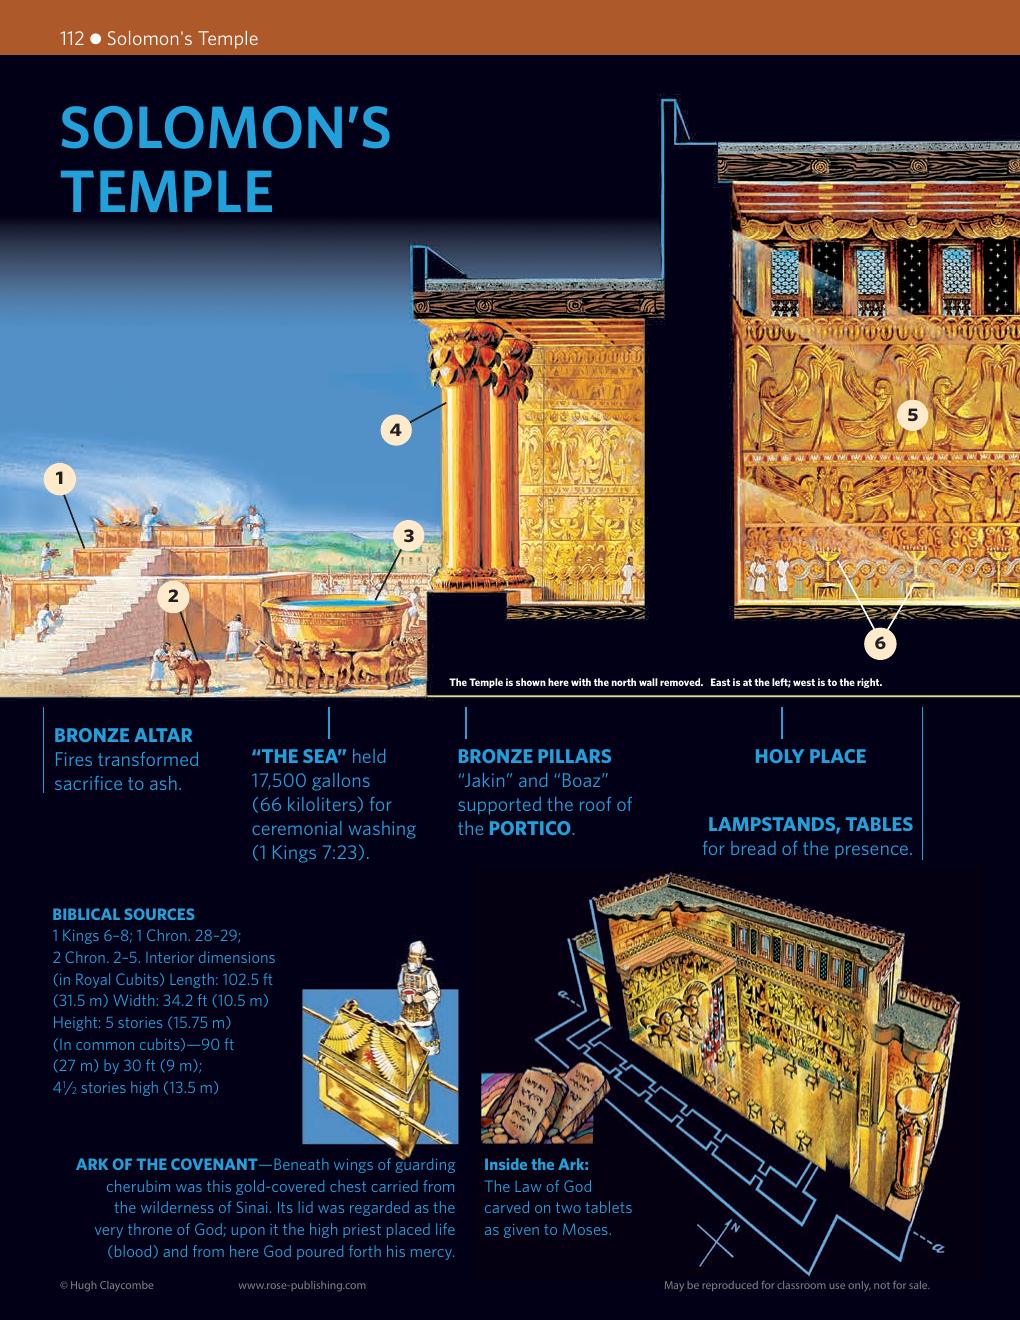 112 ● Solomon's Temple
SOLOMON'S
TEMPLE
1
2
3
4
5
6
The Temple is shown here with the north wall removed. East is at the left; west is to the right.
BRONZE ALTAR
Fires transformed
sacrifice to ash.
“THE SEA” held
17,500 gallons
(66 kiloliters) for
ceremonial washing
(1 Kings 7:23).
BRONZE PILLARS
“Jakin” and “Boaz”
supported the roof of
the PORTICO.
HOLY PLACE
LAMPSTANDS, TABLES
for bread of the presence.
BIBLICAL SOURCES
1 Kings 6–8; 1 Chron. 28–29;
2 Chron. 2–5. Interior dimensions
(in Royal Cubits) Length: 102.5 ft
(31.5 m) Width: 34.2 ft (10.5 m)
Height: 5 stories (15.75 m)
(In common cubits)—90 ft
(27 m) by 30 ft (9 m);
4½ stories high (13.5 m)
ARK OF THE COVENANT—Beneath wings of guarding
cherubim was this gold-covered chest carried from
the wilderness of Sinai. Its lid was regarded as the
very throne of God; upon it the high priest placed life
(blood) and from here God poured forth his mercy.
Inside the Ark:
The Law of God
carved on two tablets
as given to Moses.
a
N
a
© Hugh Claycombe
www.rose-publishing.com
May be reproduced for classroom use only, not for sale.